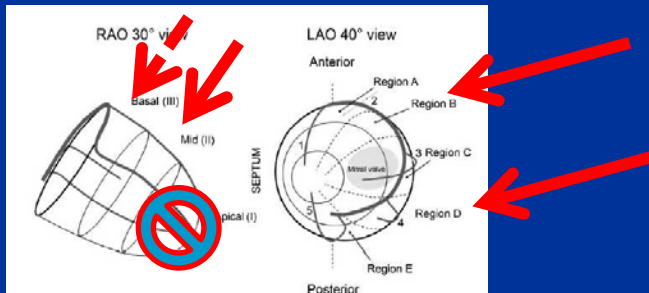 RAO 30° view
Basal (III)
Mid (II)
pical (I)
LAO 40° view
Anterior
Region A
2
Region B
1
3 Region C
SEPTUM
Mitral valve
5
4
Region D
Region E
Posterior